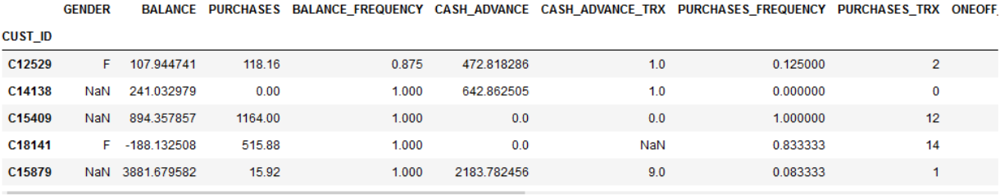 GENDER BALANCE PURCHASES BALANCE_FREQUENCY CASH_ADVANCE CASH_ADVANCE_TRX PURCHASES_FREQUENCY PURCHASES_TRX ONEOFF_
CUST_ID
C12529 F 107.944741 118.16 0.875 472.818286 1.0 0.125000 2
C14138 NaN 241.032979 0.00 1.000 642.862505 1.0 0.000000 0
C15409 NaN 894.357857 1164.00 1.000 0.0 0.0 1.000000 12
C18141 F -188.132508 515.88 1.000 0.0 NaN 0.833333 14
C15879 NaN 3881.679582 15.92 1.000 2183.782456 9.0 0.083333 1